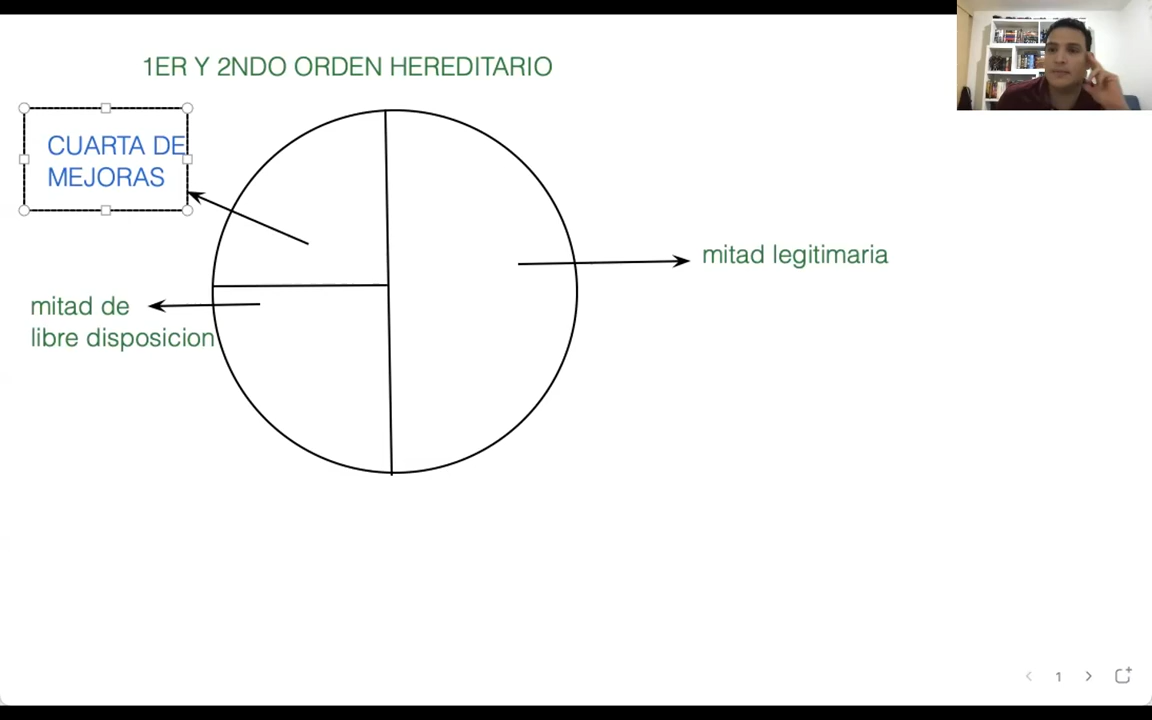 1ER Y 2NDO ORDEN HEREDITARIO
CUARTA DE
MEJORAS
mitad legitimaria
mitad de
libre disposicion
1